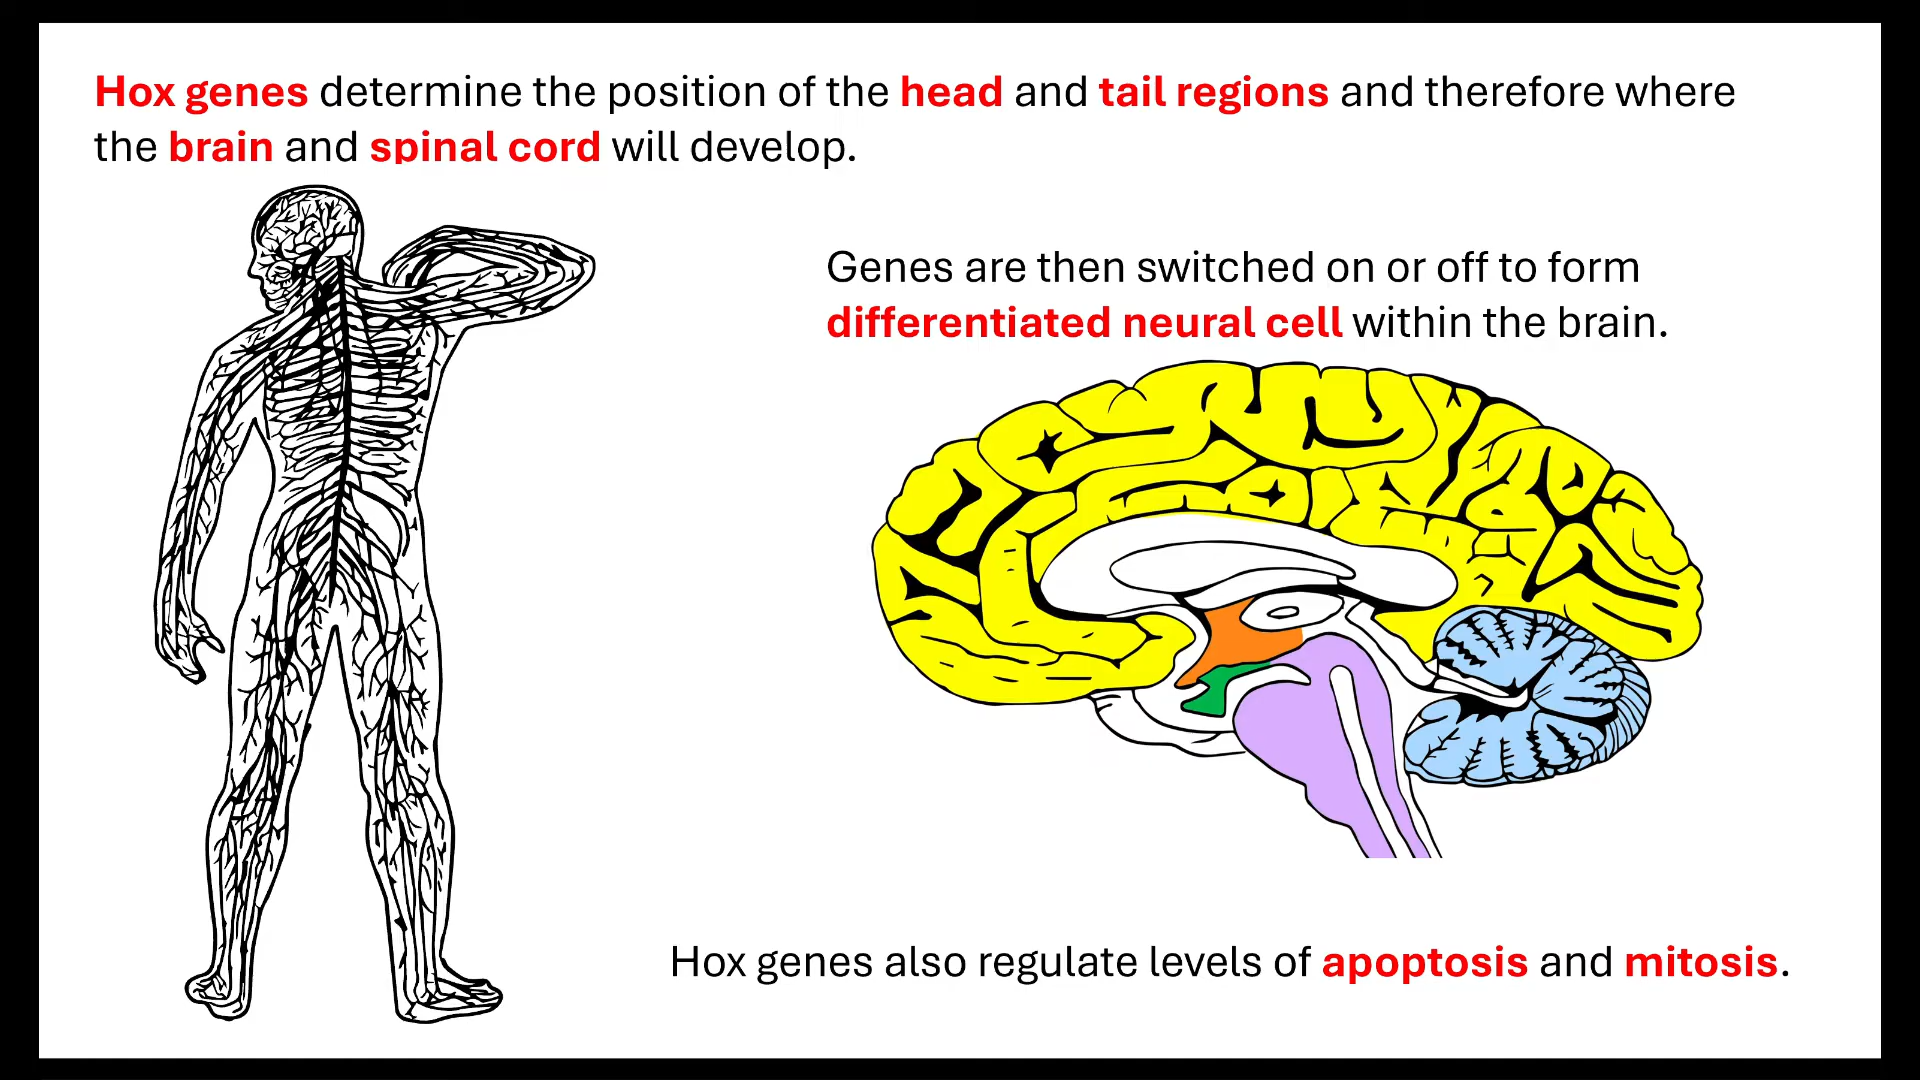 Hox genes determine the position of the head and tail regions and therefore where
the brain and spinal cord will develop.
Genes are then switched on or off to form
differentiated neural cell within the brain.
Hox genes also regulate levels of apoptosis and mitosis.